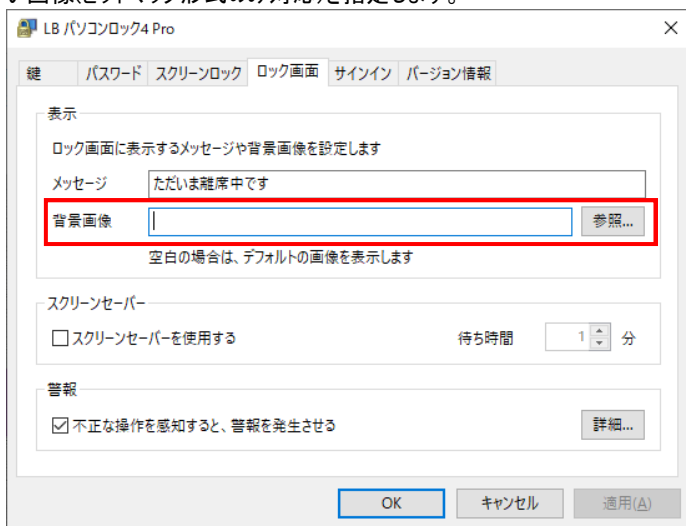 LB パソコンロック4 Pro
鍵 パスワード スクリーンロック ロック画面 サインイン バージョン情報
表示
ロック画面に表示するメッセージや背景画像を設定します
メッセージ ただいま離席中です
背景画像 参照...
空白の場合は、デフォルトの画像を表示します
スクリーンセーバー
スクリーンセーバーを使用する 待ち時間 1 分
警報
不正な操作を感知すると、警報を発生させる 詳細...
OK キャンセル 適用(A)